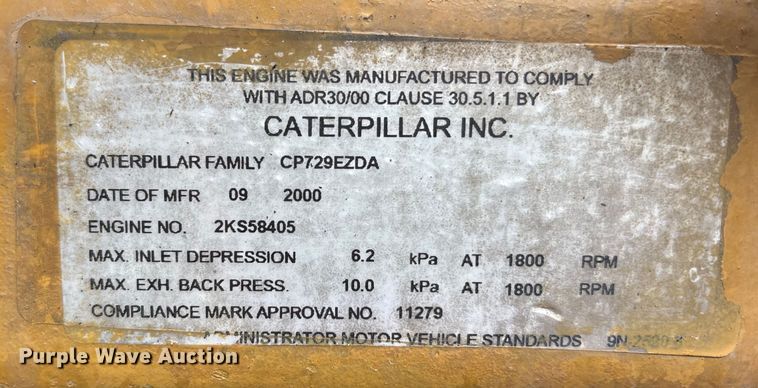 THIS ENGINE WAS MANUFACTURED TO COMPLY
WITH ADR30/00 CLAUSE 30.5.1.1 BY
CATERPILLAR INC.
CATERPILLAR FAMILY CP729EZDA
DATE OF MFR 09 2000
ENGINE NO. 2KS58405
MAX. INLET DEPRESSION 6.2 kPa AT 1800 RPM
MAX. EXH. BACK PRESS. 10.0 kPa AT 1800 RPM
COMPLIANCE MARK APPROVAL NO. 11279
ADMINISTRATOR MOTOR VEHICLE STANDARDS
Purple Wave Auction